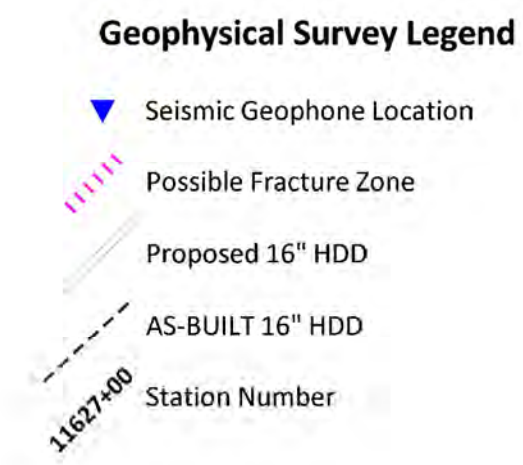 Geophysical Survey Legend
Seismic Geophone Location
Possible Fracture Zone
Proposed 16" HDD
AS-BUILT 16" HDD
11627+00 Station Number